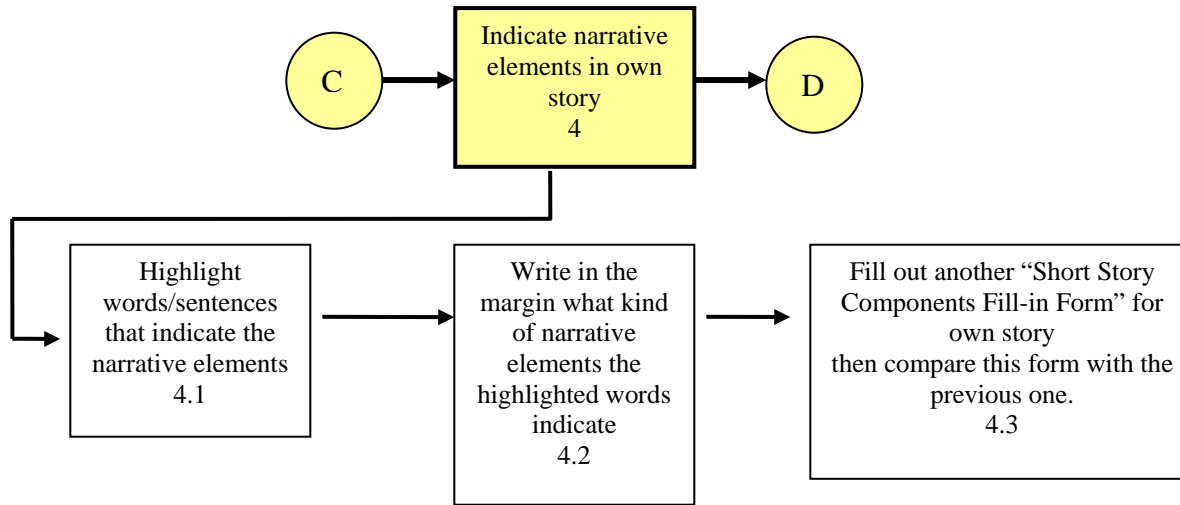 C
Indicate narrative
elements in own
story
4
D
Highlight
words/sentences
that indicate the
narrative elements
4.1
Write in the
margin what kind
of narrative
elements the
highlighted words
indicate
4.2
Fill out another “Short Story
Components Fill-in Form” for
own story
then compare this form with the
previous one.
4.3